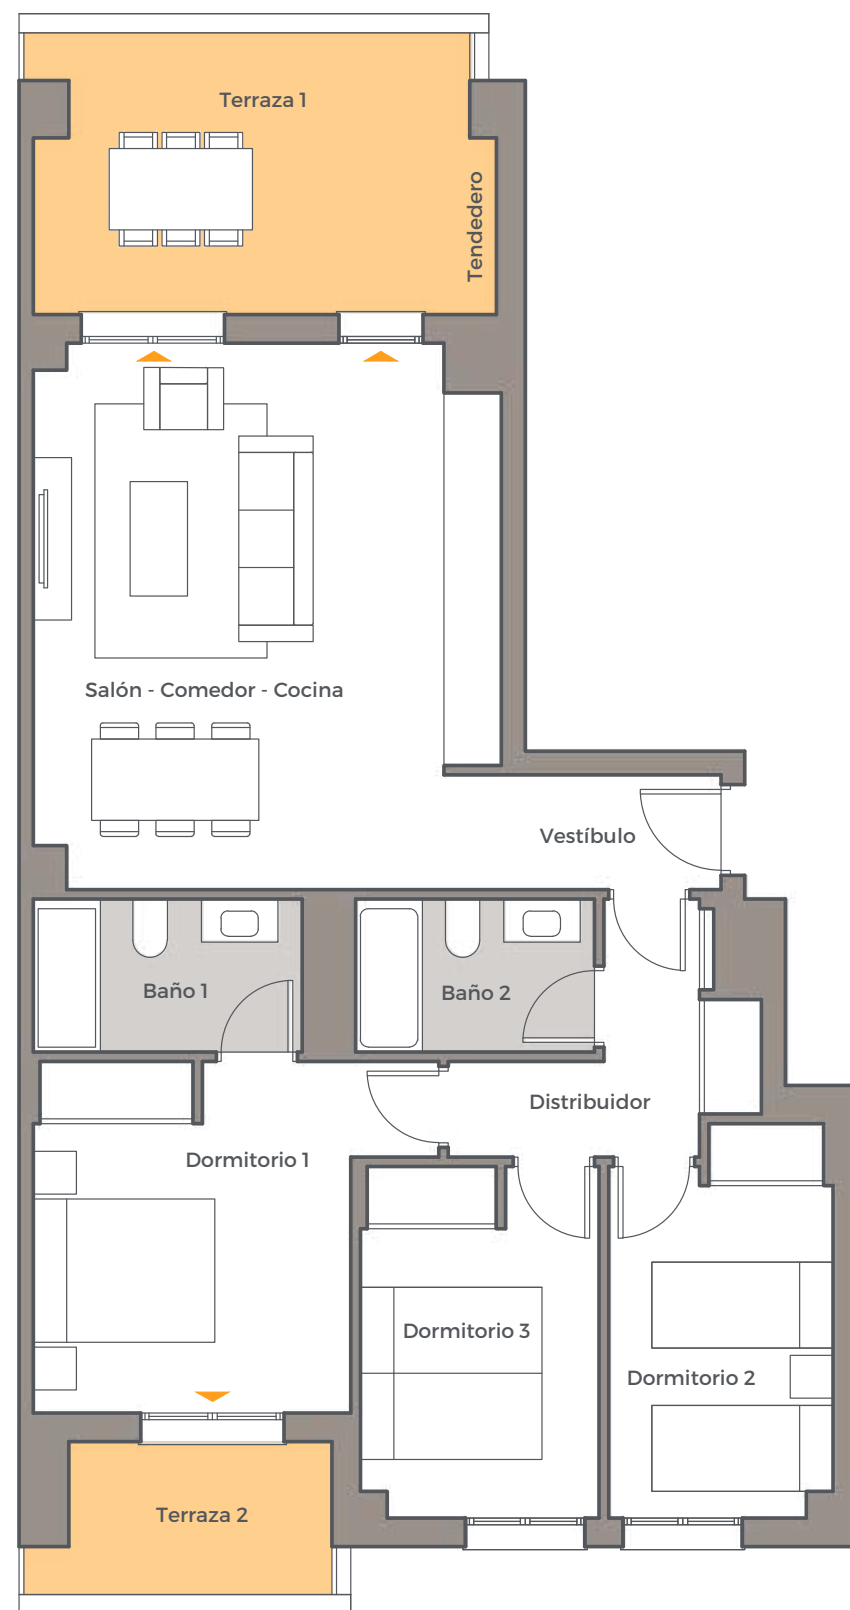 Terraza 1
Tendedero
Salón - Comedor - Cocina
Vestíbulo
Baño 1
Baño 2
Distribuidor
Dormitorio 1
Dormitorio 3
Dormitorio 2
Terraza 2